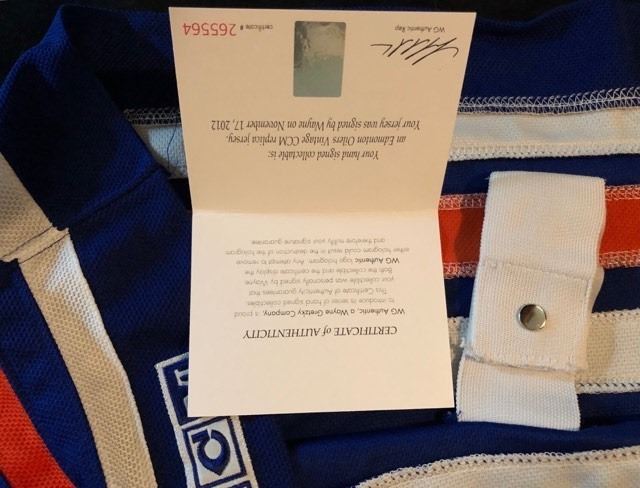 CERTIFICATE of AUTHENTICITY
WG Authentic, a Wayne Gretzky Company, is proud
to introduce its series of hand signed collectibles.
This Certificate of Authenticity guarantees that
your collectible was personally signed by Wayne.
Both the collectible and the certificate display the
WG Authentic logo hologram. Any attempt to remove
either hologram could result in the destruction of the hologram
and therefore nullify your signature guarantee.
Your hand signed collectable is:
an Edmonton Oilers Vintage CCM replica jersey.
Your jersey was signed by Wayne on November 17, 2012
WG Authentic Rep
certificate # 265564